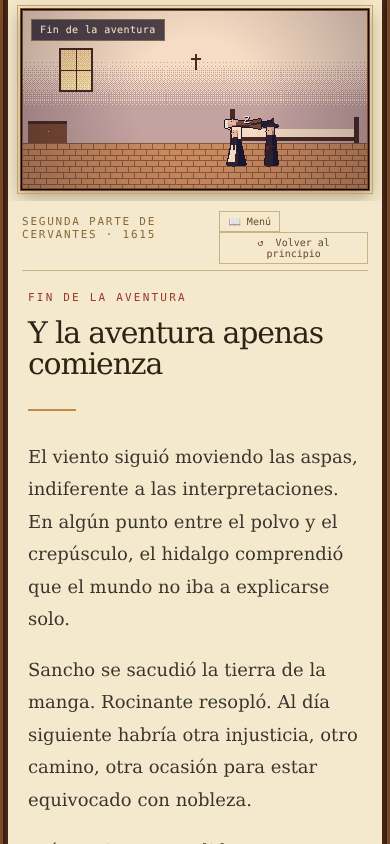 Fin de la aventura
SEGUNDA PARTE DE
CERVANTES · 1615
📖 Menú
↺ Volver al
principio
FIN DE LA AVENTURA
Y la aventura apenas
comienza
El viento siguió moviendo las aspas,
indiferente a las interpretaciones.
En algún punto entre el polvo y el
crepúsculo, el hidalgo comprendió
que el mundo no iba a explicarse
solo.
Sancho se sacudió la tierra de la
manga. Rocinante resopló. Al día
siguiente habría otra injusticia, otro
camino, otra ocasión para estar
equivocado con nobleza.